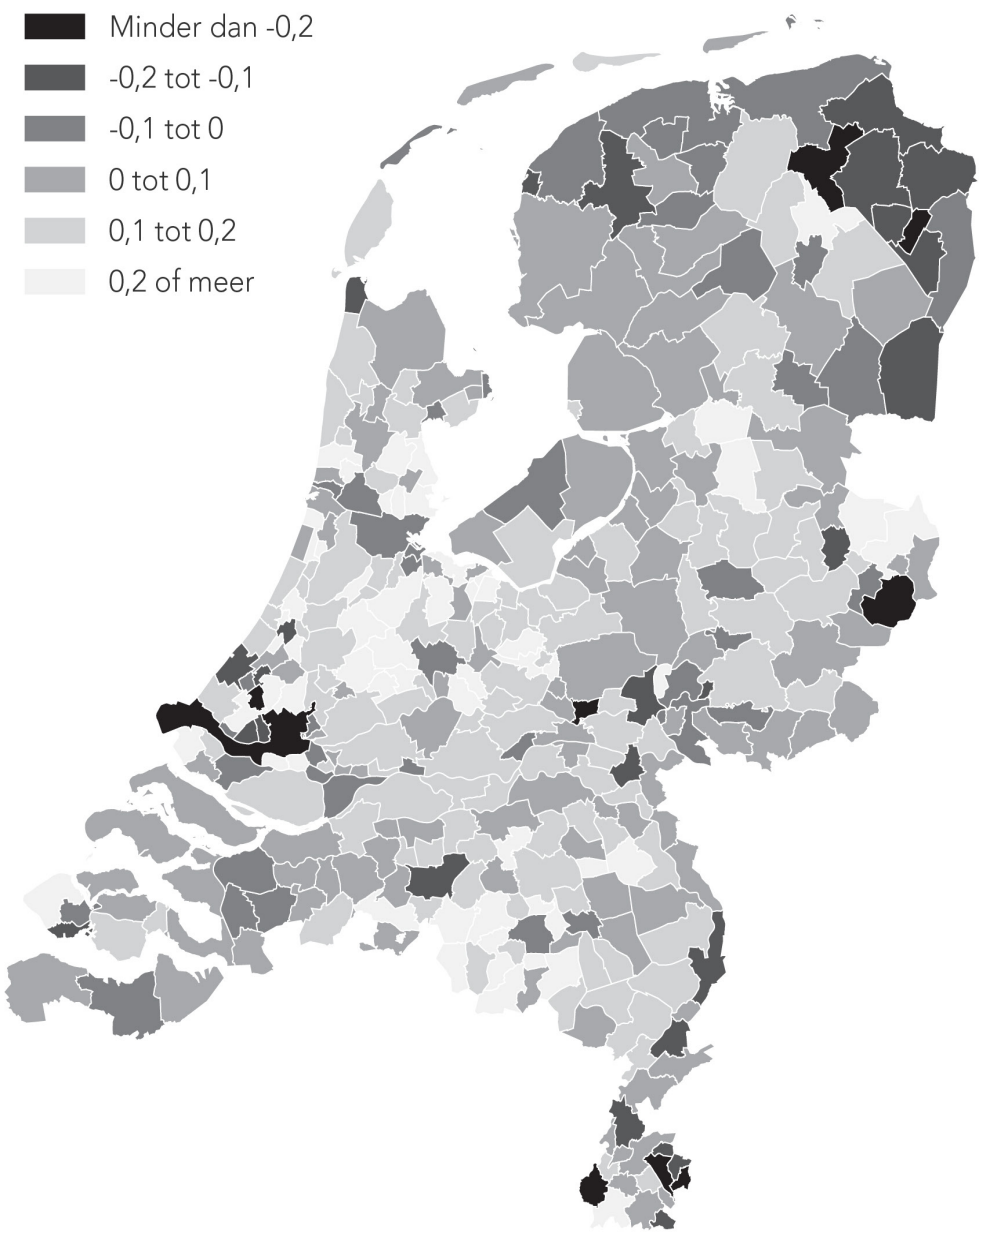 Minder dan -0,2
-0,2 tot -0,1
-0,1 tot 0
0 tot 0,1
0,1 tot 0,2
0,2 of meer